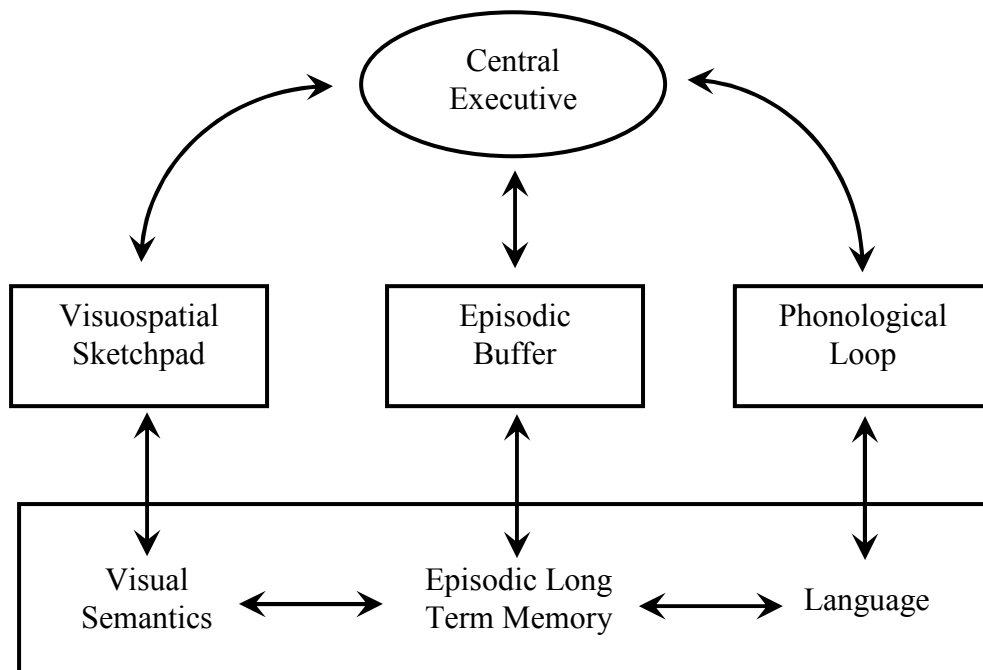 Central
Executive
Visuospatial
Sketchpad
Episodic
Buffer
Phonological
Loop
Visual
Semantics
Episodic Long
Term Memory
Language